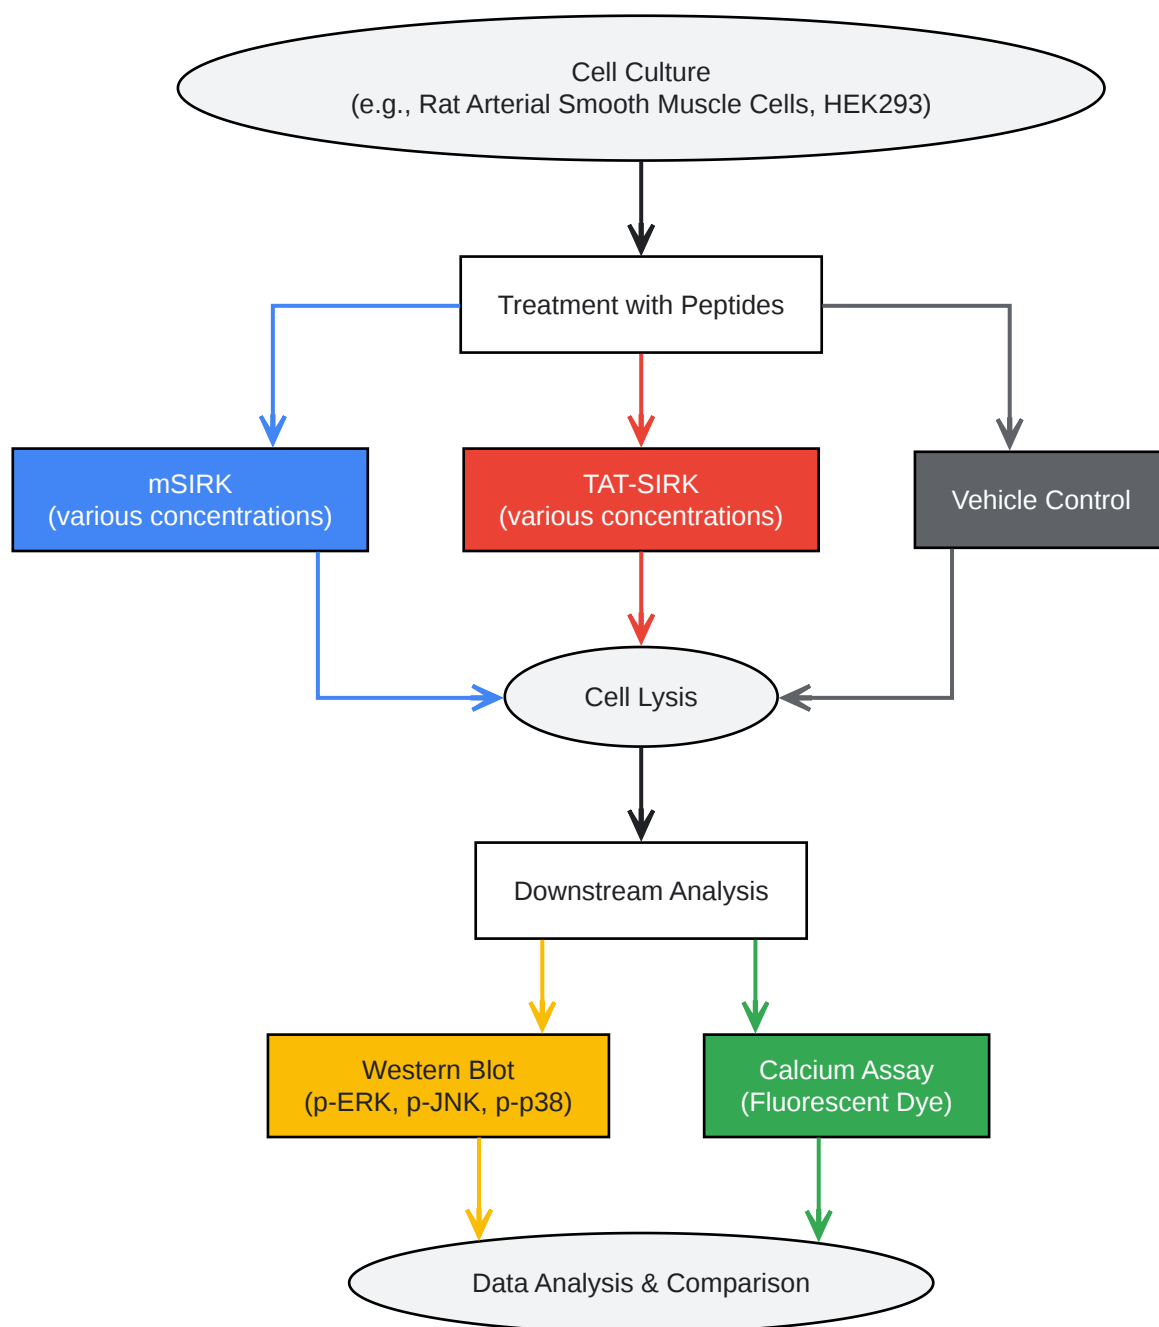 Cell Culture
(e.g., Rat Arterial Smooth Muscle Cells, HEK293)
Treatment with Peptides
mSIRK
(various concentrations)
TAT-SIRK
(various concentrations)
Vehicle Control
Cell Lysis
Downstream Analysis
Western Blot
(p-ERK, p-JNK, p-p38)
Calcium Assay
(Fluorescent Dye)
Data Analysis & Comparison